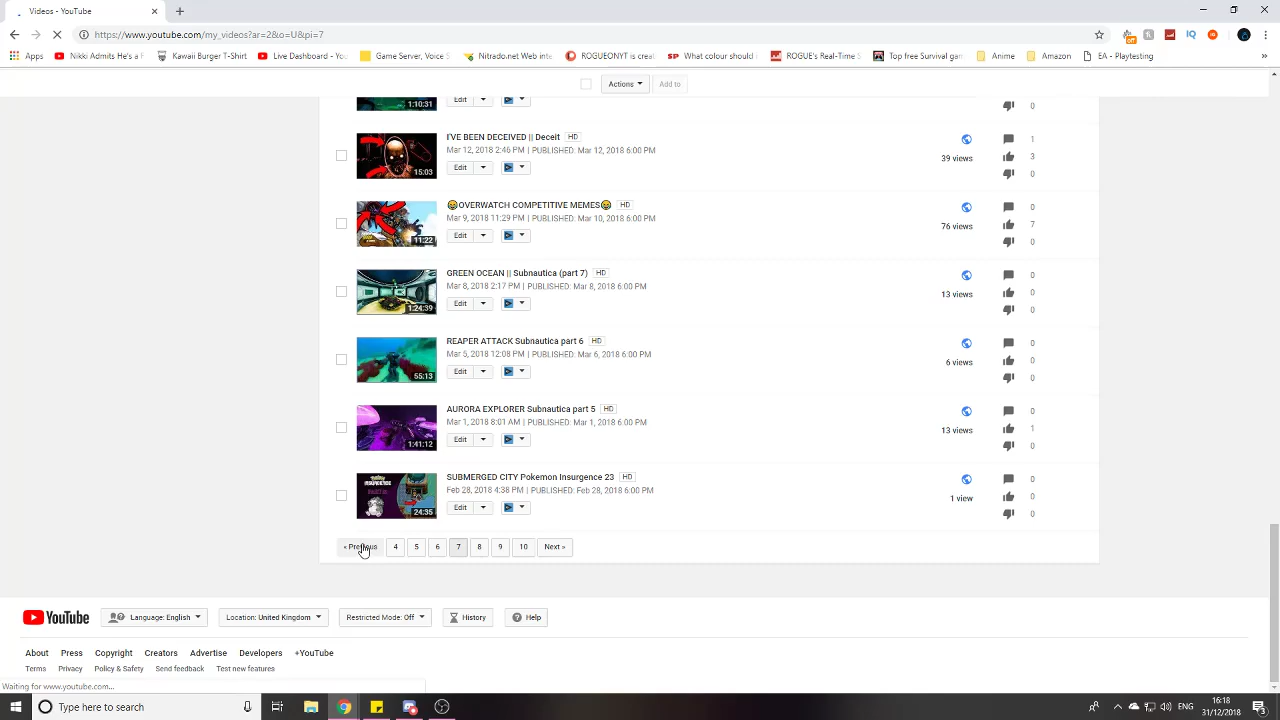 Videos - YouTube
https://www.youtube.com/my_videos?ar=2&o=U&pi=7
Apps
Nikki Admits He's a F
Kawaii Burger T-Shirt
Live Dashboard - You
Game Server, Slice S
Nitrado.net Web inte
ROGUEONYT is creat
What colour should
ROGUE's Real-Time S
Top free Survival gam
Anime
Amazon
EA - Playtesting
Actions
Add to
1:10:31
Edit
0
I'VE BEEN DECEIVED || Deceit HD
Mar 12, 2018 2:46 PM | PUBLISHED: Mar 12, 2018 6:00 PM
15:03
Edit
39 views
1
3
0
😂OVERWATCH COMPETITIVE MEMES😂 HD
Mar 9, 2018 11:29 PM | PUBLISHED: Mar 10, 2018 6:00 PM
11:22
Edit
76 views
0
7
0
GREEN OCEAN || Subnautica (part 7) HD
Mar 8, 2018 2:17 PM | PUBLISHED: Mar 8, 2018 6:00 PM
1:24:39
Edit
13 views
0
0
0
REAPER ATTACK Subnautica part 6 HD
Mar 5, 2018 12:08 PM | PUBLISHED: Mar 6, 2018 6:00 PM
55:13
Edit
6 views
0
0
0
AURORA EXPLORER Subnautica part 5 HD
Mar 1, 2018 8:01 AM | PUBLISHED: Mar 1, 2018 6:00 PM
1:41:12
Edit
13 views
0
1
0
SUBMERGED CITY Pokemon Insurgence 23 HD
Feb 28, 2018 4:38 PM | PUBLISHED: Feb 28, 2018 6:00 PM
24:35
Edit
1 view
0
0
0
« Previous 4 5 6 7 8 9 10 Next »
YouTube
Language: English
Location: United Kingdom
Restricted Mode: Off
History
Help
About Press Copyright Creators Advertise Developers +YouTube
Terms Privacy Policy & Safety Send feedback Test new features
Waiting for www.youtube.com...
Type here to search
ENG
16:18
31/12/2018